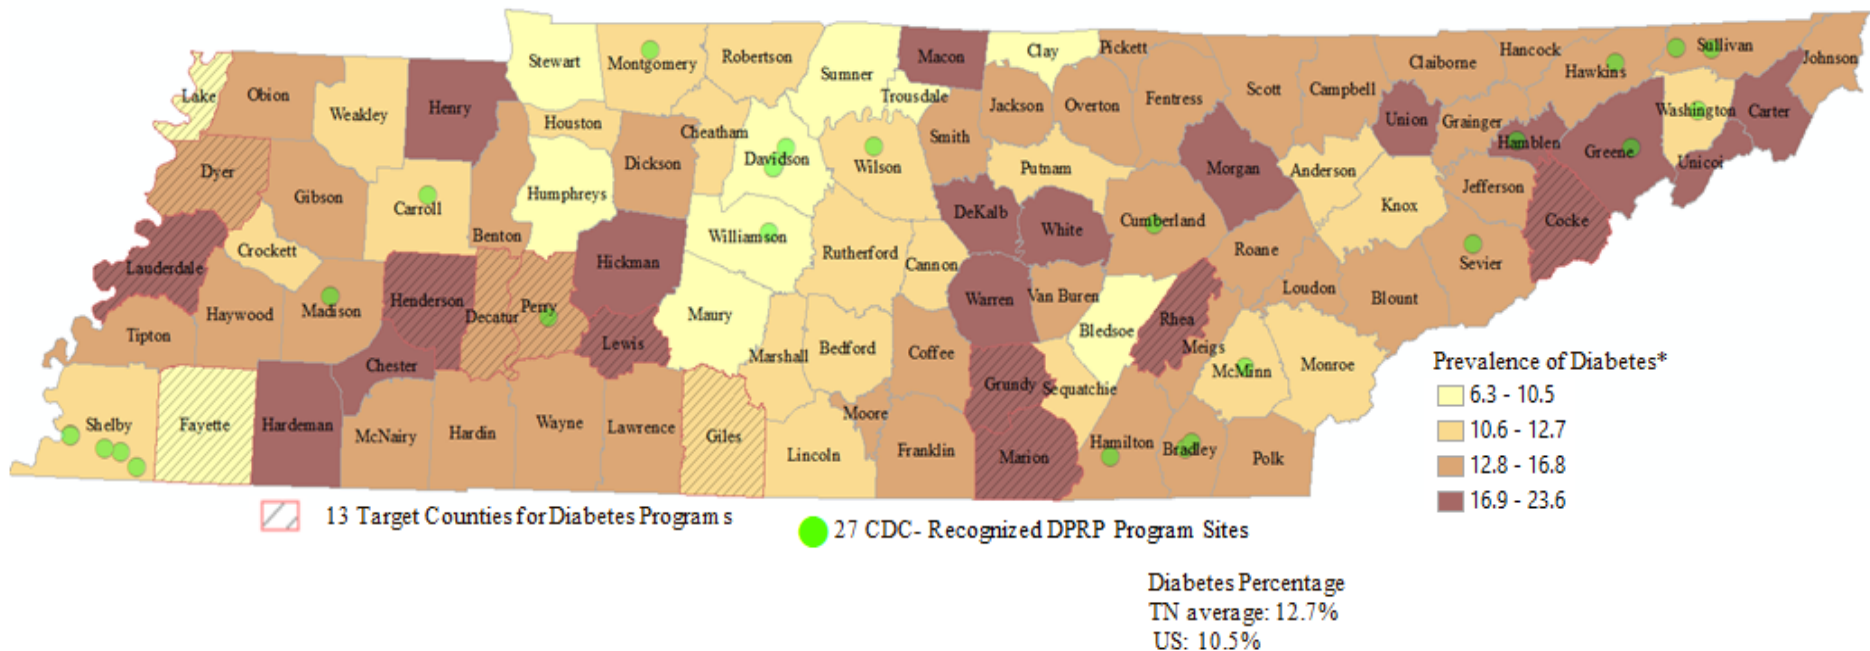 Stewart
Montgomery
Robertson
Sumner
Macon
Clay
Pickett
Claiborne
Hancock
Sullivan
Johnson
Lake
Obion
Weakley
Henry
Houston
Cheatham
Trousdale
Smith
Jackson
Overton
Fentress
Scott
Campbell
Union
Grainger
Hawkins
Hamblen
Greene
Washington
Carter
Unicoi
Dyer
Gibson
Carroll
Benton
Humphreys
Dickson
Davidson
Wilson
Putnam
Morgan
Anderson
Knox
Jefferson
Cocke
Lauderdale
Crockett
Henderson
Decatur
Perry
Hickman
Williamson
Rutherford
Cannon
DeKalb
White
Cumberland
Roane
Loudon
Blount
Sevier
Tipton
Haywood
Madison
Chester
Lewis
Maury
Marshall
Bedford
Coffee
Warren
Van Buren
Bledsoe
Rhea
Meigs
McMinn
Monroe
Shelby
Fayette
Hardeman
McNairy
Hardin
Wayne
Lawrence
Giles
Lincoln
Moore
Franklin
Grundy
Marion
Sequatchie
Hamilton
Bradley
Polk
Prevalence of Diabetes*
6.3 - 10.5
10.6 - 12.7
12.8 - 16.8
16.9 - 23.6
13 Target Counties for Diabetes Programs
27 CDC- Recognized DPRP Program Sites
Diabetes Percentage
TN average: 12.7%
US: 10.5%